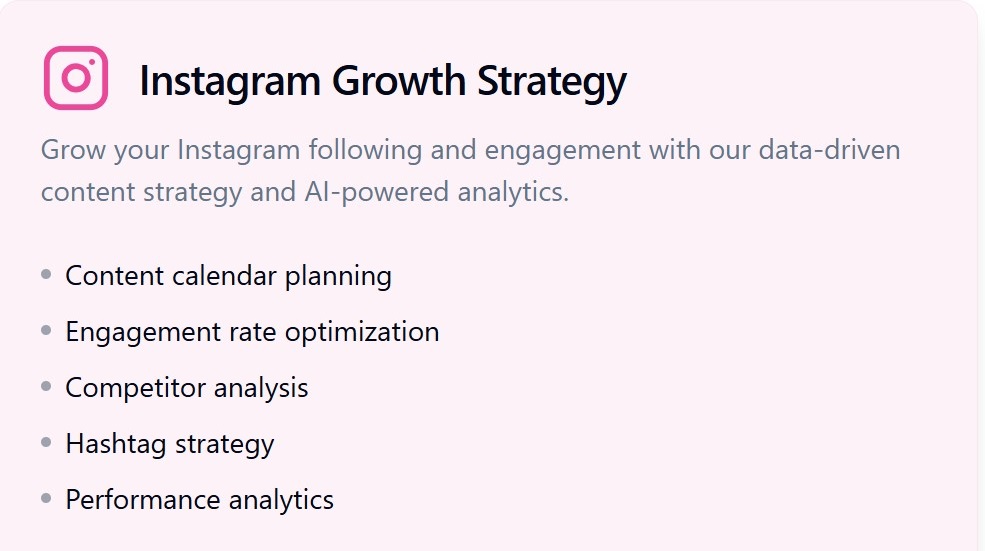 Instagram Growth Strategy
Grow your Instagram following and engagement with our data-driven
content strategy and AI-powered analytics.
Content calendar planning
Engagement rate optimization
Competitor analysis
Hashtag strategy
Performance analytics